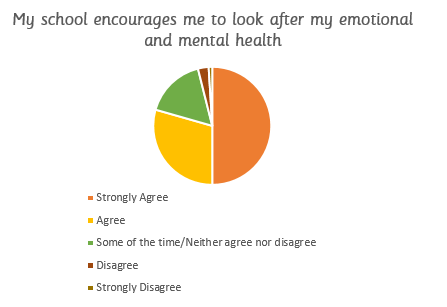 My school encourages me to look after my emotional
and mental health
Strongly Agree
Agree
Some of the time/Neither agree nor disagree
Disagree
Strongly Disagree